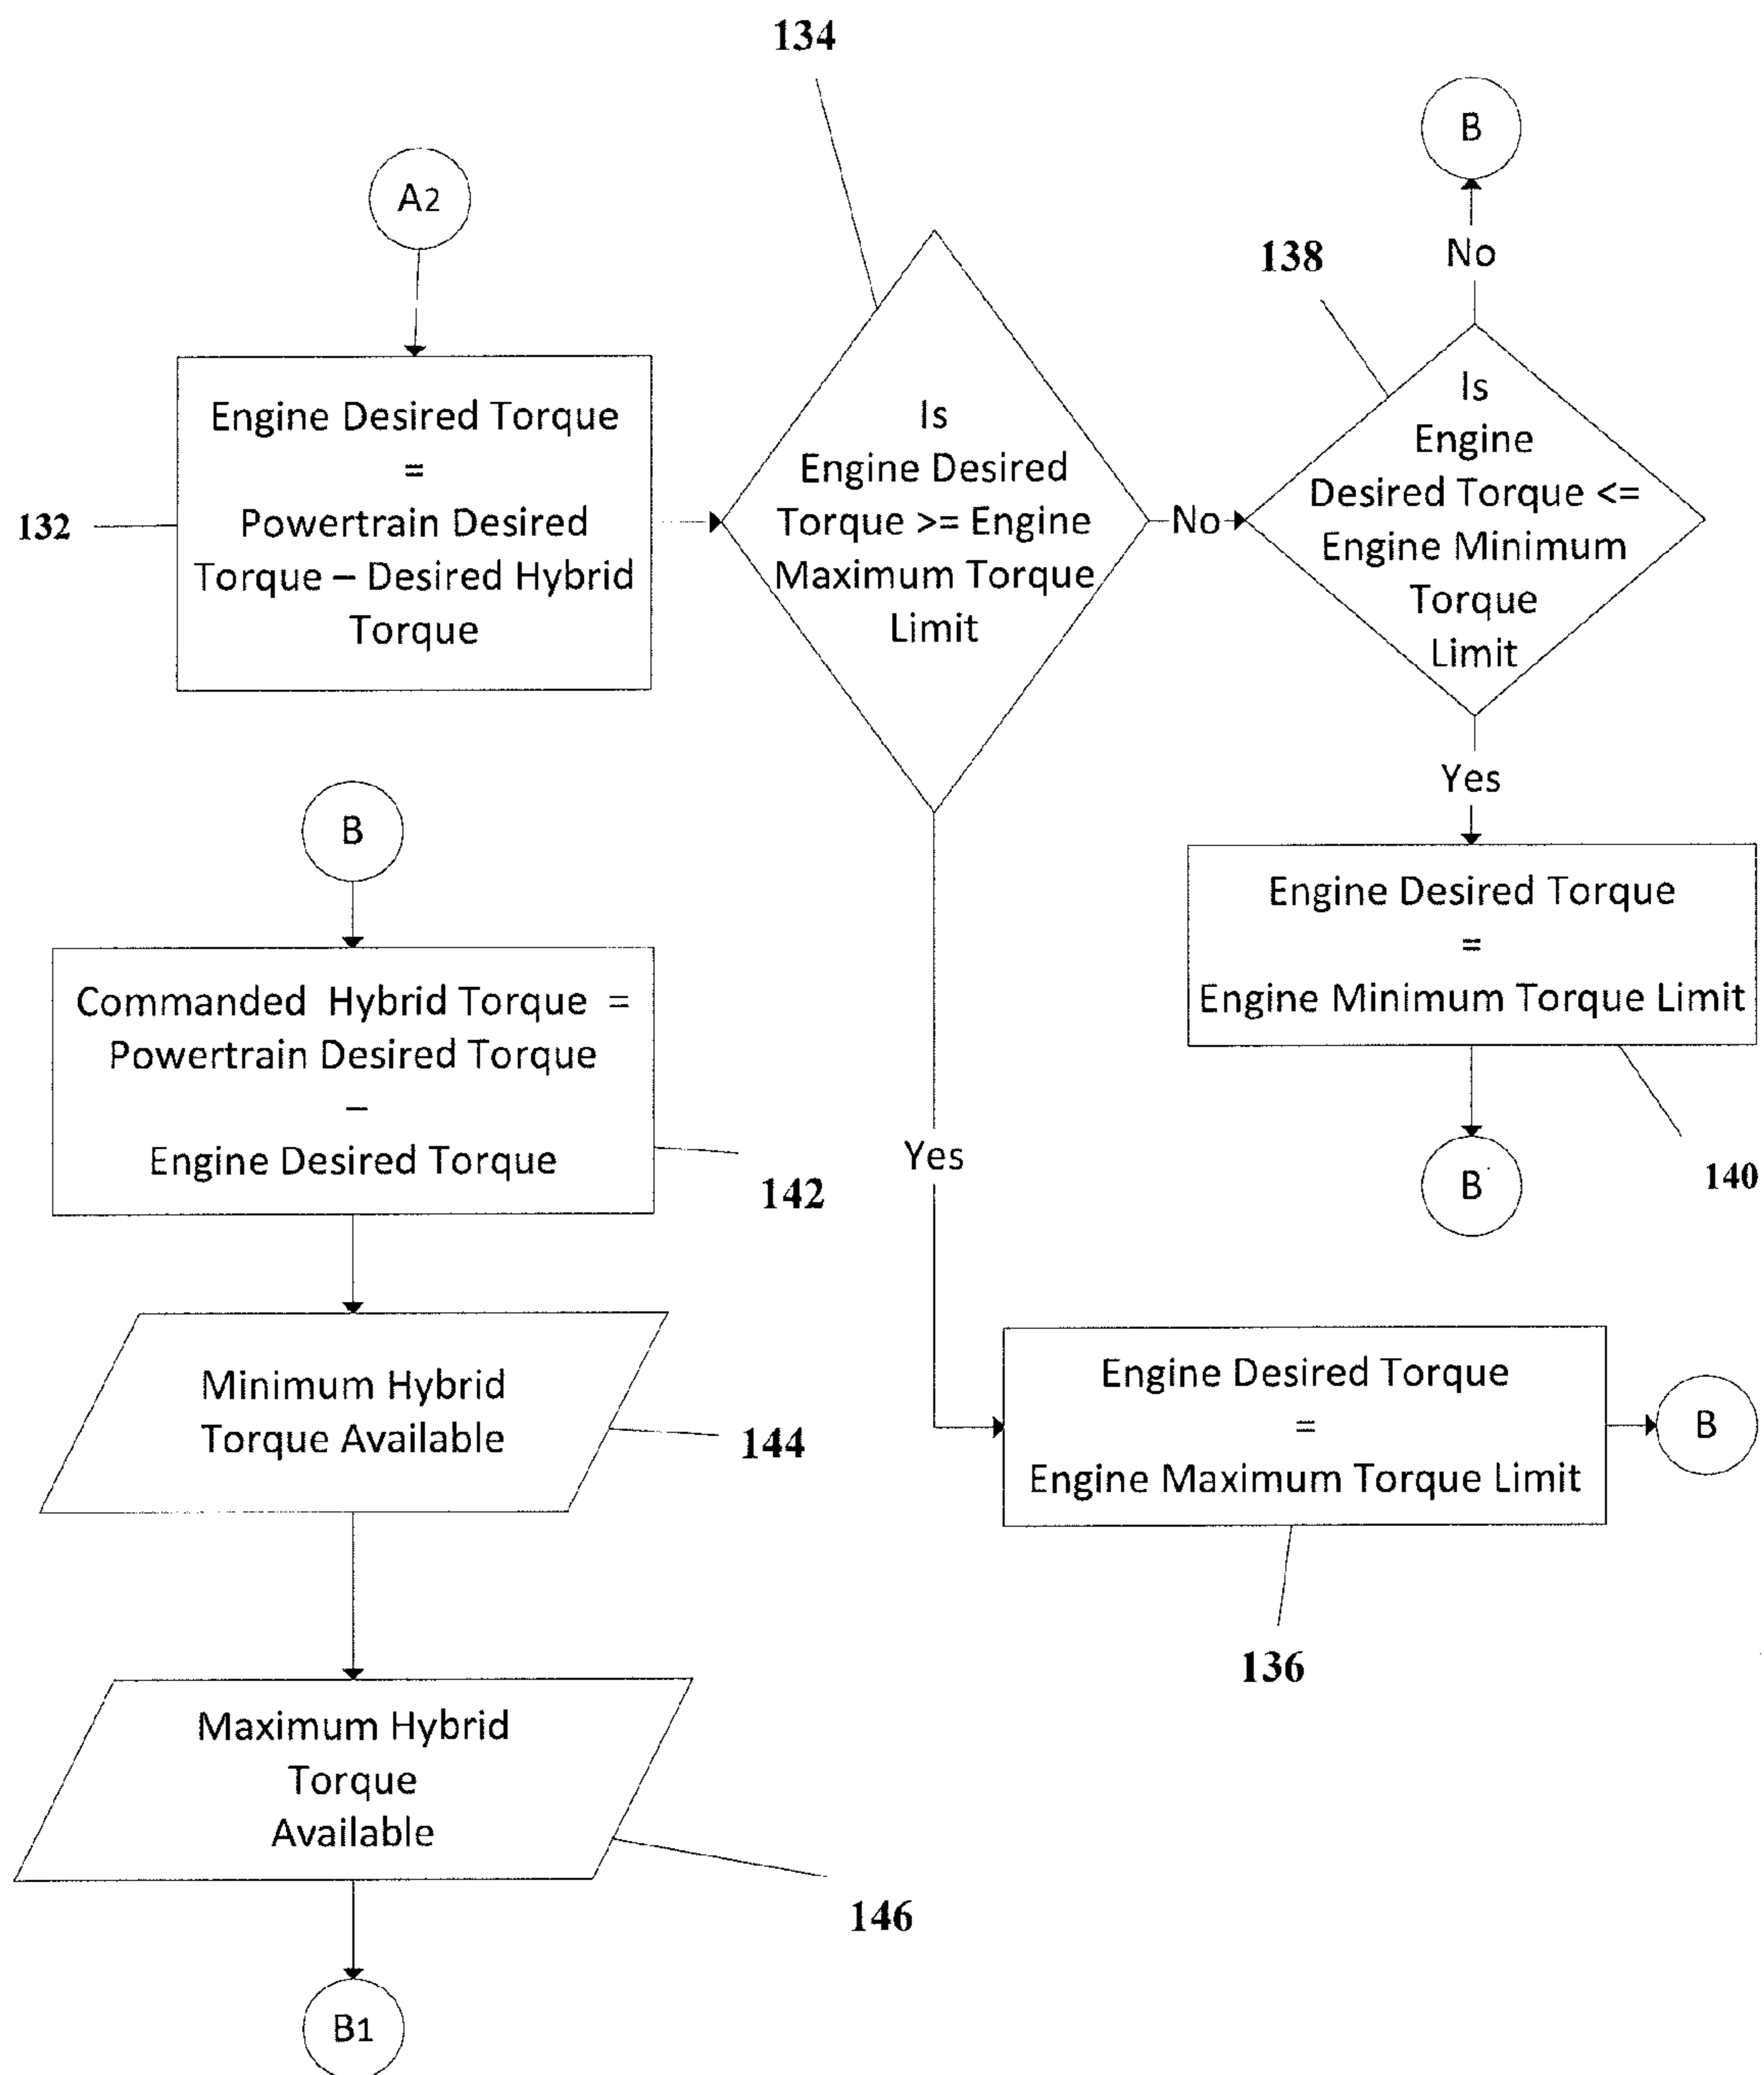 134
B
A2
No
138
Engine Desired Torque
=
Powertrain Desired
Torque – Desired Hybrid
Torque
132
Is
Engine Desired
Torque >= Engine
Maximum Torque
Limit
No
Is
Engine
Desired Torque <=
Engine Minimum
Torque
Limit
Yes
Engine Desired Torque
=
Engine Minimum Torque Limit
140
B
B
Commanded Hybrid Torque =
Powertrain Desired Torque
–
Engine Desired Torque
142
Yes
Engine Desired Torque
=
Engine Maximum Torque Limit
B
136
Minimum Hybrid
Torque Available
144
Maximum Hybrid
Torque
Available
146
B1